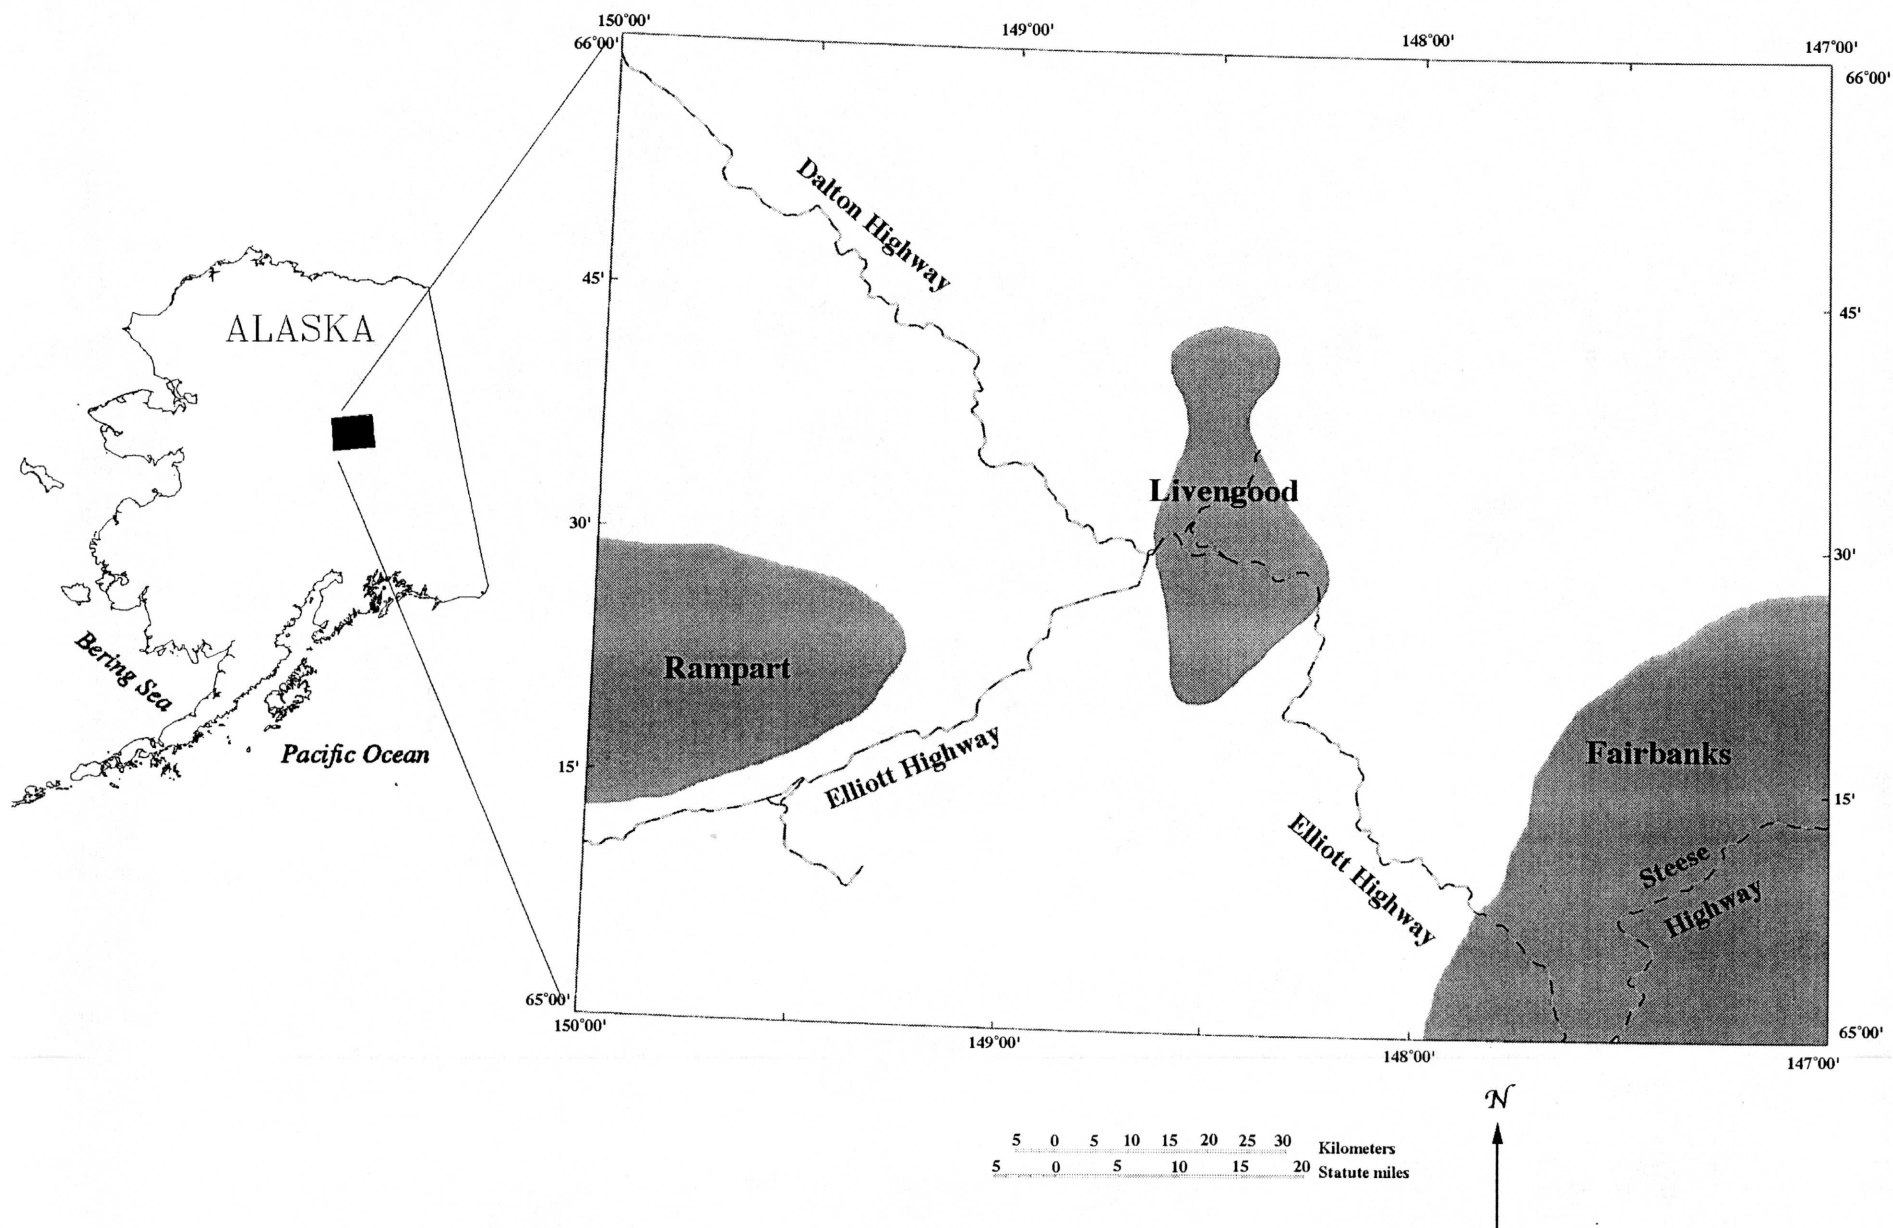 150°00'
149°00'
148°00'
147°00'
66°00'
66°00'
Dalton Highway
45'
45'
ALASKA
Livengood
30'
30'
Rampart
Bering Sea
Pacific Ocean
Elliott Highway
Fairbanks
15'
15'
Elliott Highway
Steese
Highway
65°00'
65°00'
150°00'
149°00'
148°00'
147°00'
N
5 0 5 10 15 20 25 30 Kilometers
5 0 5 10 15 20 Statute miles